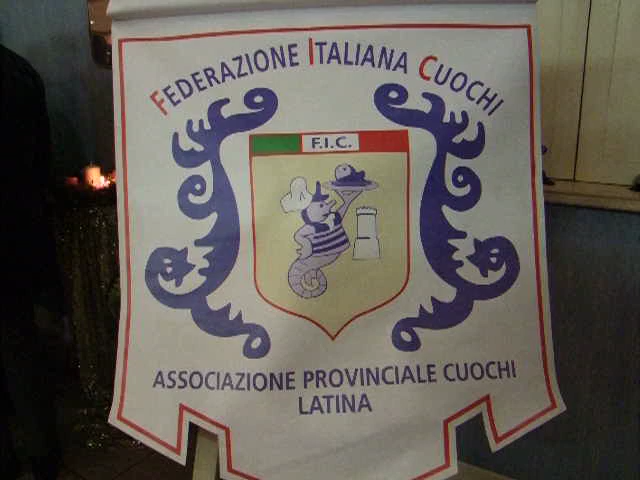 FEDERAZIONE ITALIANA CUOCHI
F.I.C.
ASSOCIAZIONE PROVINCIALE CUOCHI
LATINA